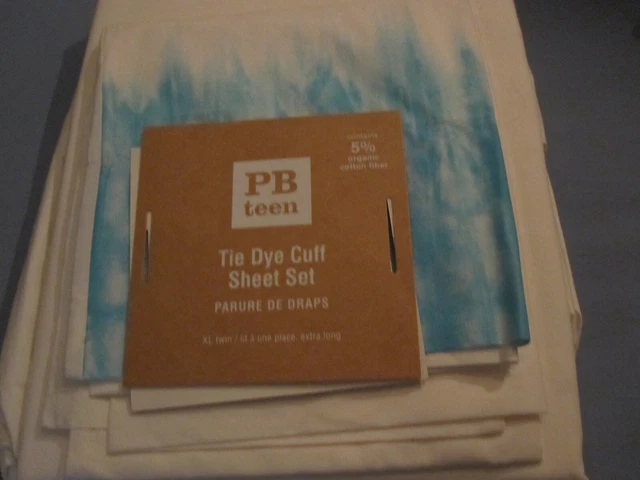 contains
5%
organic
cotton fiber
PB
teen
Tie Dye Cuff
Sheet Set
PARURE DE DRAPS
XL twin / lit à une place, extra long